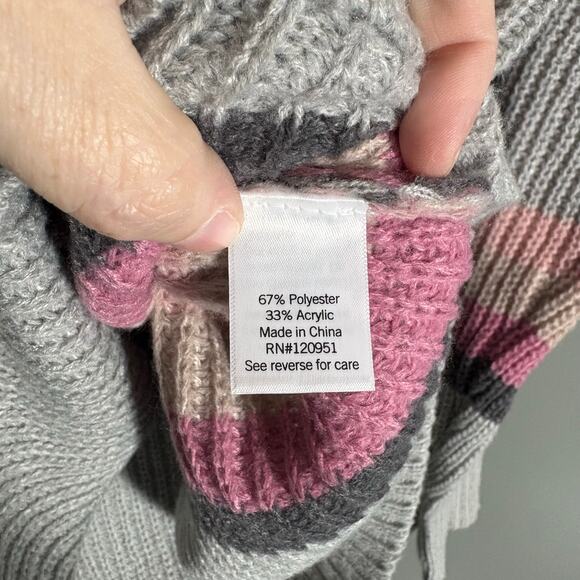 67% Polyester
33% Acrylic
Made in China
RN#120951
See reverse for care